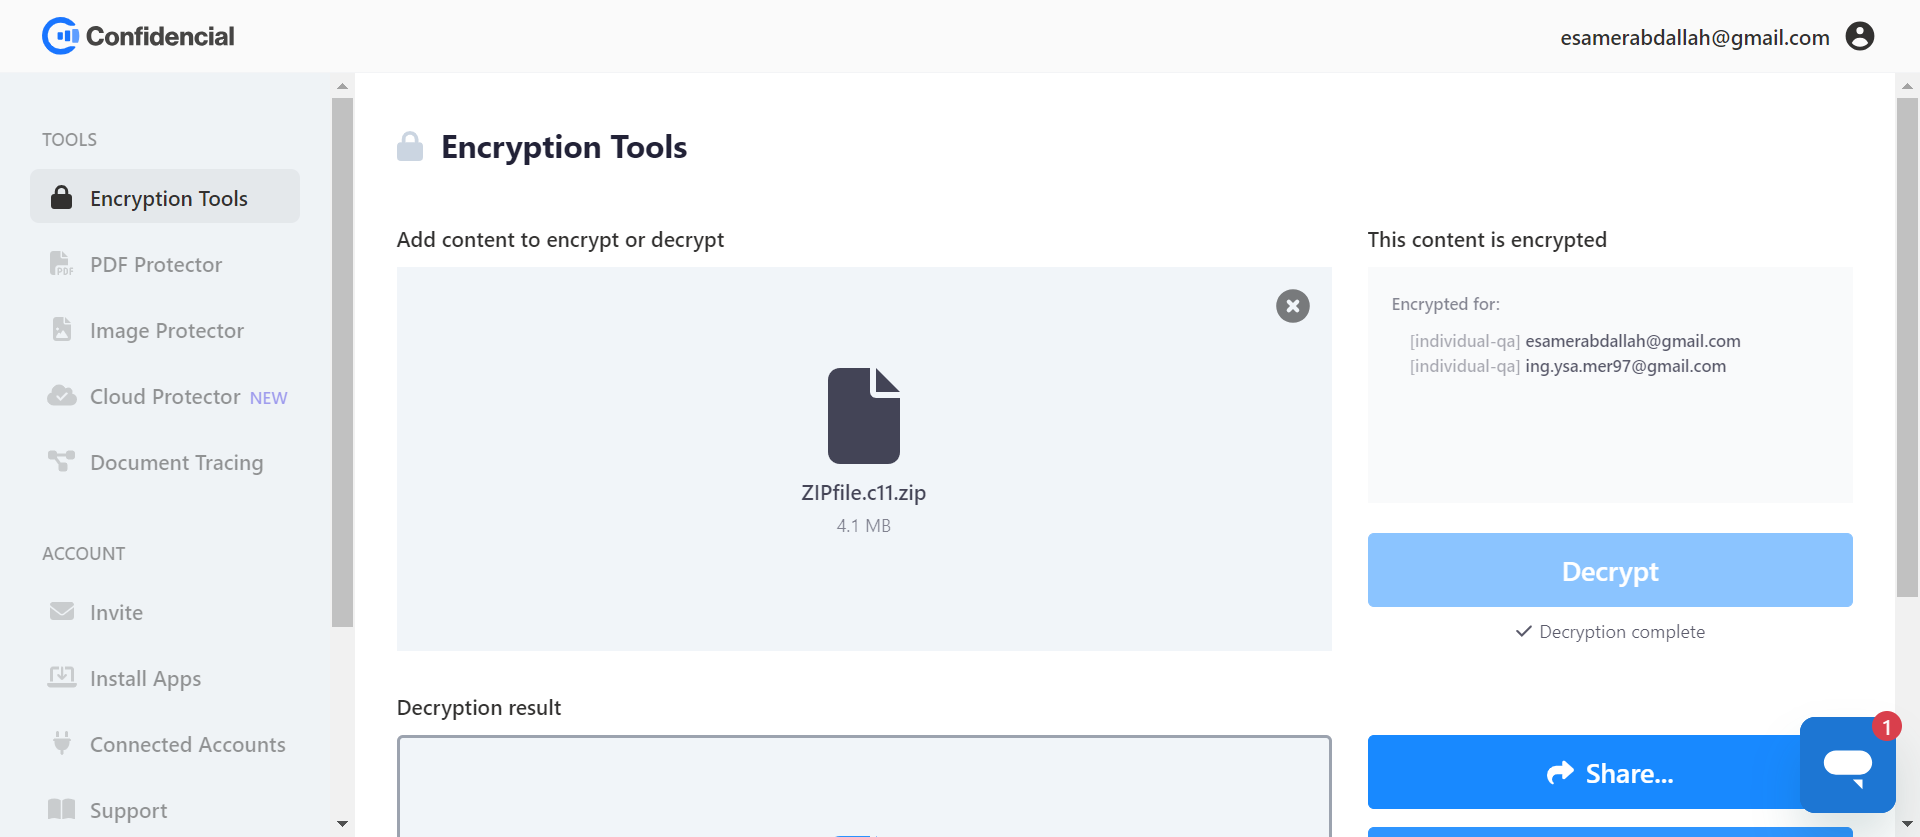 Confidencial
esamerabdallah@gmail.com
TOOLS
Encryption Tools
PDF
PDF Protector
Image Protector
Cloud Protector NEW
Document Tracing
ACCOUNT
Invite
Install Apps
Connected Accounts
Support
Encryption Tools
Add content to encrypt or decrypt
ZIPfile.c11.zip
4.1 MB
Decryption result
This content is encrypted
Encrypted for:
[individual-qa] esamerabdallah@gmail.com
[individual-qa] ing.ysa.mer97@gmail.com
Decrypt
Decryption complete
Share...
1